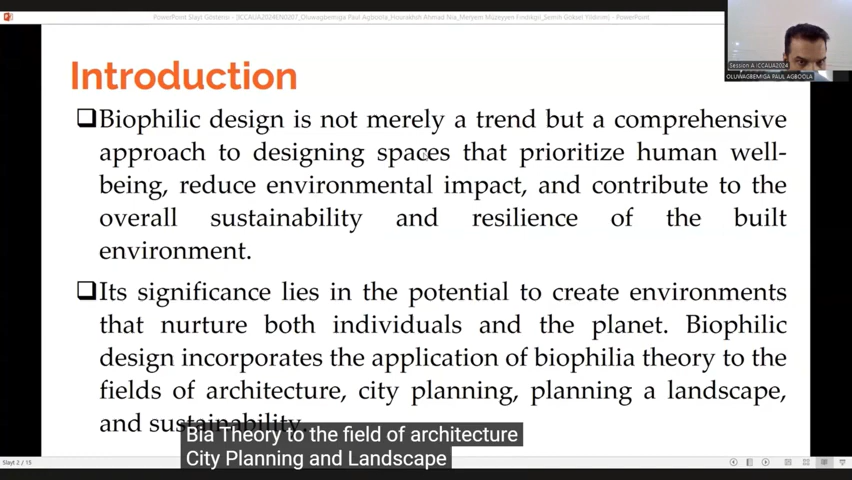 PowerPoint Slayt Gösterisi - [ICCAUA2024EN0207_Oluwagbemiga Paul Agboola_Hourakhsh Ahmad Nia_Meryem Müzeyyen Fındıkgil_Semih Göksel Yıldırım] - PowerPoint
Session A ICCAUA2024
OLUWAGBEMIGA PAUL AGBOOLA
Introduction
❑Biophilic design is not merely a trend but a comprehensive
approach to designing spaces that prioritize human well-
being, reduce environmental impact, and contribute to the
overall sustainability and resilience of the built
environment.
❑Its significance lies in the potential to create environments
that nurture both individuals and the planet. Biophilic
design incorporates the application of biophilia theory to the
fields of architecture, city planning, planning a landscape,
and sustainability.
Bia Theory to the field of architecture
City Planning and Landscape
Slayt 2 / 15